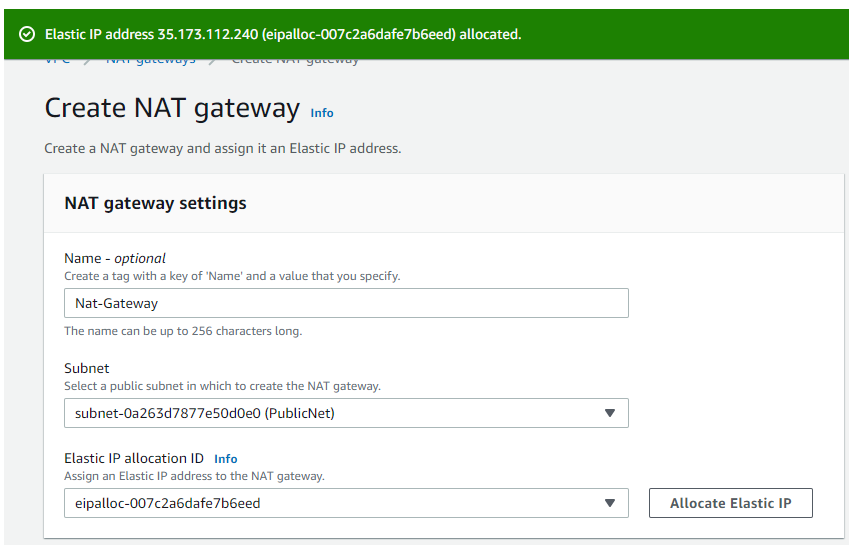 Elastic IP address 35.173.112.240 (eipalloc-007c2a6dafe7b6eed) allocated.
VPC > NAT gateways > Create NAT gateway
Create NAT gateway Info
Create a NAT gateway and assign it an Elastic IP address.
NAT gateway settings
Name - optional
Create a tag with a key of 'Name' and a value that you specify.
Nat-Gateway
The name can be up to 256 characters long.
Subnet
Select a public subnet in which to create the NAT gateway.
subnet-0a263d7877e50d0e0 (PublicNet)
Elastic IP allocation ID Info
Assign an Elastic IP address to the NAT gateway.
eipalloc-007c2a6dafe7b6eed
Allocate Elastic IP